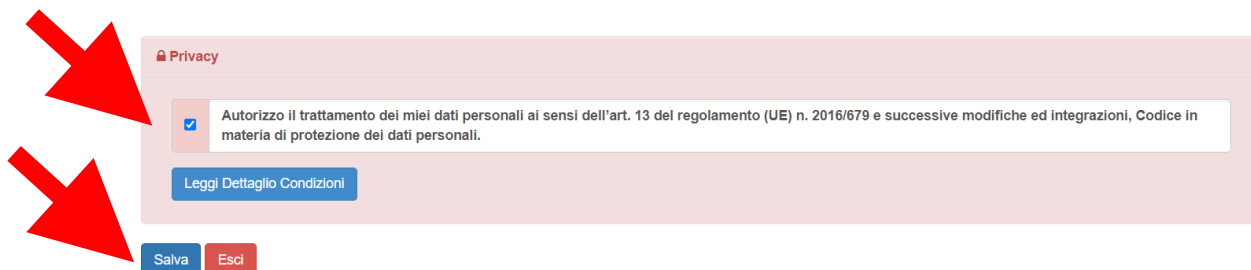 Privacy
Autorizzo il trattamento dei miei dati personali ai sensi dell'art. 13 del regolamento (UE) n. 2016/679 e successive modifiche ed integrazioni, Codice in
materia di protezione dei dati personali.
Leggi Dettaglio Condizioni
Salva Esci